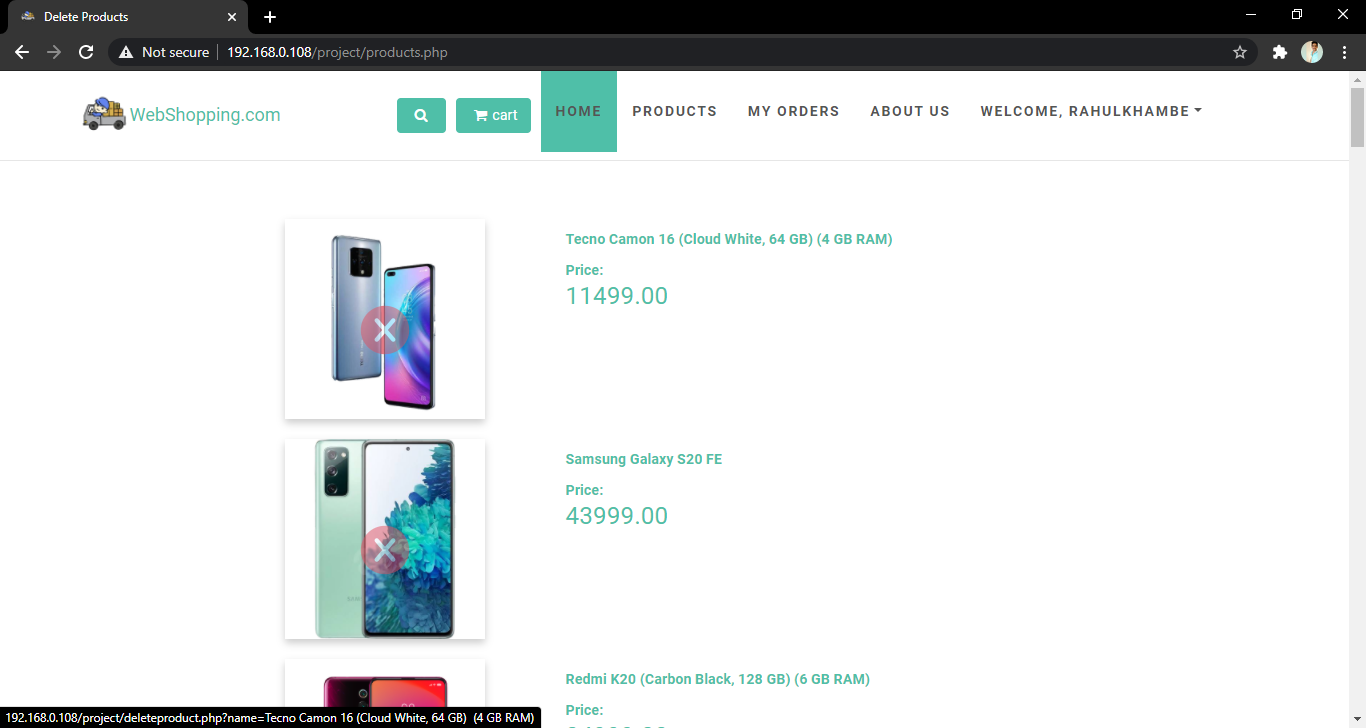 Delete Products
Not secure
192.168.0.108/project/products.php
WebShopping.com
cart
HOME
PRODUCTS
MY ORDERS
ABOUT US
WELCOME, RAHULKHAMBE
Tecno Camon 16 (Cloud White, 64 GB) (4 GB RAM)
Price:
11499.00
Samsung Galaxy S20 FE
Price:
43999.00
Redmi K20 (Carbon Black, 128 GB) (6 GB RAM)
Price:
192.168.0.108/project/deleteproduct.php?name=Tecno Camon 16 (Cloud White, 64 GB) (4 GB RAM)